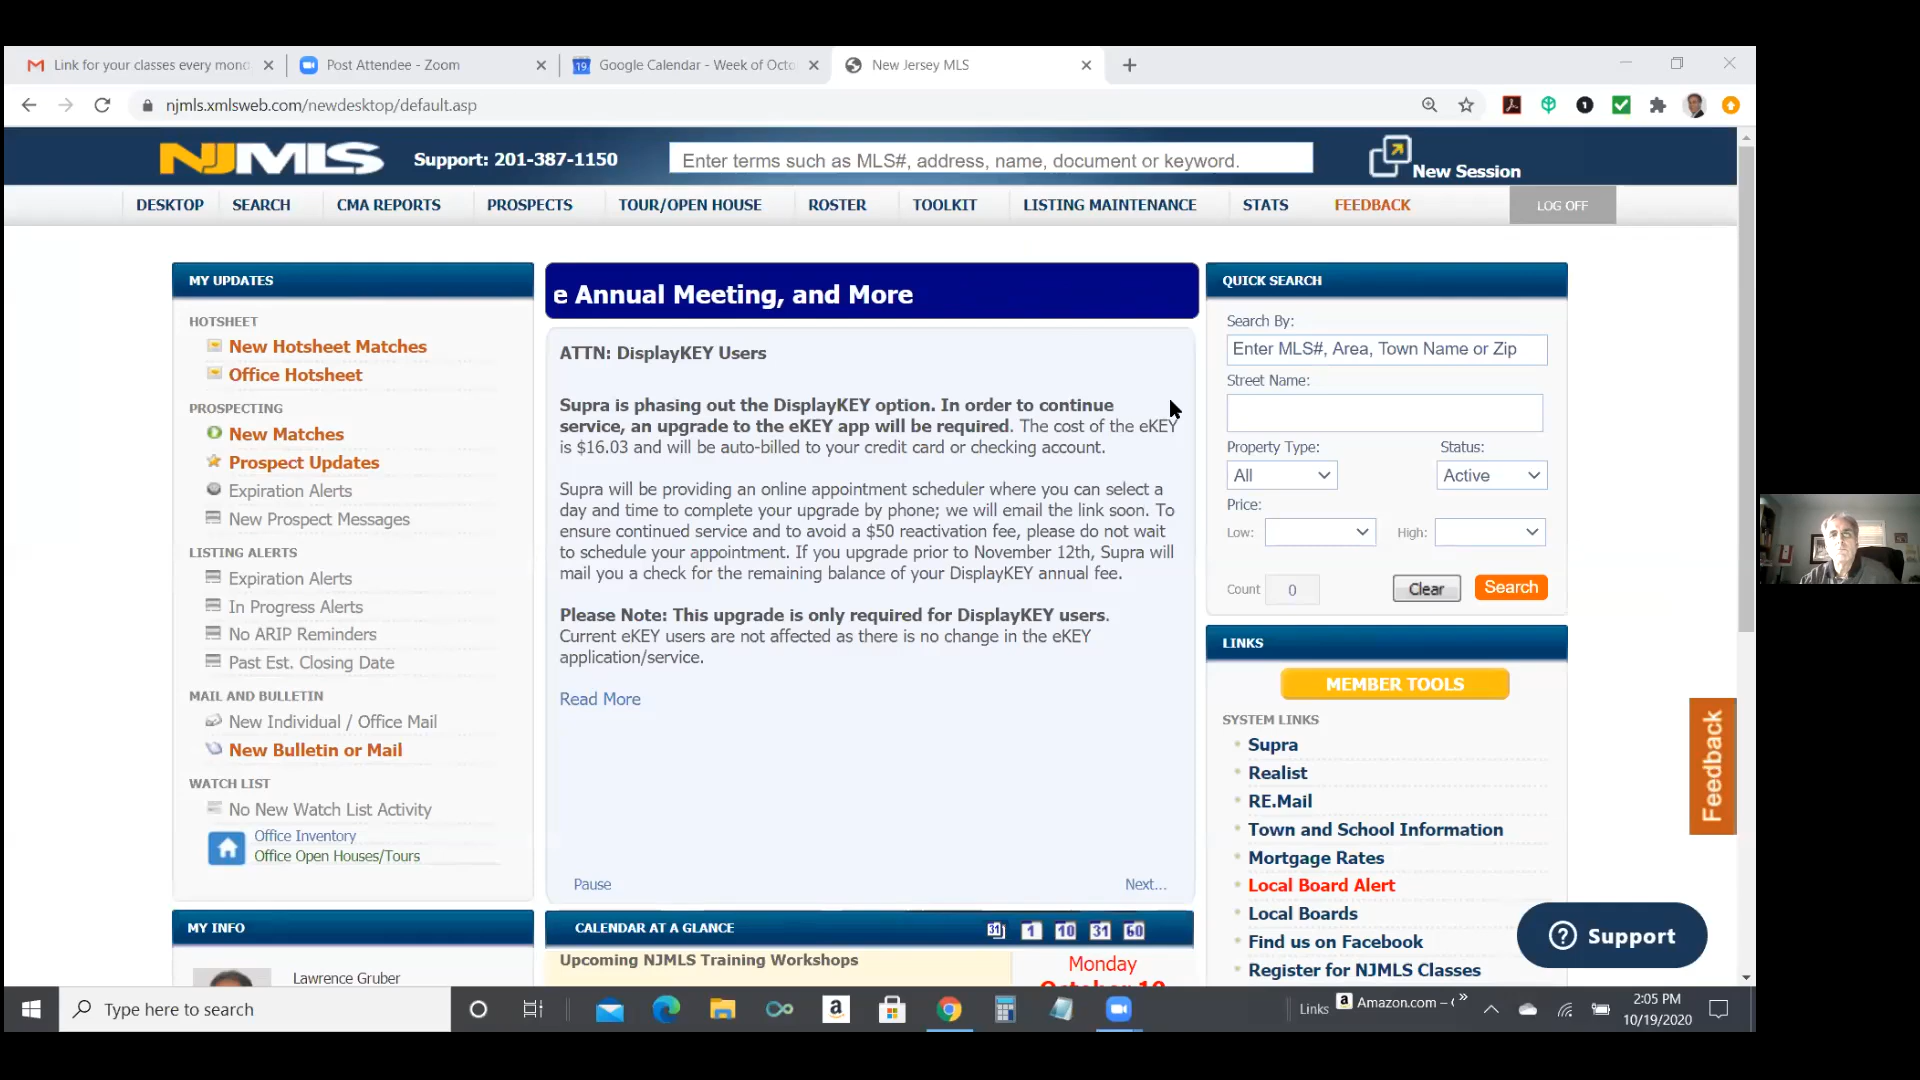 Link for your classes every mond
Post Attendee - Zoom
Google Calendar - Week of Octo
New Jersey MLS
njmls.xmlsweb.com/newdesktop/default.asp
NJMLS
Support: 201-387-1150
Enter terms such as MLS#, address, name, document or keyword.
New Session
DESKTOP
SEARCH
CMA REPORTS
PROSPECTS
TOUR/OPEN HOUSE
ROSTER
TOOLKIT
LISTING MAINTENANCE
STATS
FEEDBACK
LOG OFF
MY UPDATES
HOTSHEET
New Hotsheet Matches
Office Hotsheet
PROSPECTING
New Matches
Prospect Updates
Expiration Alerts
New Prospect Messages
LISTING ALERTS
Expiration Alerts
In Progress Alerts
No ARIP Reminders
Past Est. Closing Date
MAIL AND BULLETIN
New Individual / Office Mail
New Bulletin or Mail
WATCH LIST
No New Watch List Activity
Office Inventory
Office Open Houses/Tours
MY INFO
Lawrence Gruber
e Annual Meeting, and More
ATTN: DisplayKEY Users
Supra is phasing out the DisplayKEY option. In order to continue
service, an upgrade to the eKEY app will be required. The cost of the eKEY
is $16.03 and will be auto-billed to your credit card or checking account.
Supra will be providing an online appointment scheduler where you can select a
day and time to complete your upgrade by phone; we will email the link soon. To
ensure continued service and to avoid a $50 reactivation fee, please do not wait
to schedule your appointment. If you upgrade prior to November 12th, Supra will
mail you a check for the remaining balance of your DisplayKEY annual fee.
Please Note: This upgrade is only required for DisplayKEY users.
Current eKEY users are not affected as there is no change in the eKEY
application/service.
Read More
Pause
Next...
CALENDAR AT A GLANCE
31 1 10 31 60
Upcoming NJMLS Training Workshops
Monday
October 19
QUICK SEARCH
Search By:
Enter MLS#, Area, Town Name or Zip
Street Name:
Property Type:
Status:
All
Active
Price:
Low:
High:
Count 0
Clear
Search
LINKS
MEMBER TOOLS
SYSTEM LINKS
Supra
Realist
RE.Mail
Town and School Information
Mortgage Rates
Local Board Alert
Local Boards
Find us on Facebook
Register for NJMLS Classes
Feedback
Support
Type here to search
Links
Amazon.com – (
2:05 PM
10/19/2020